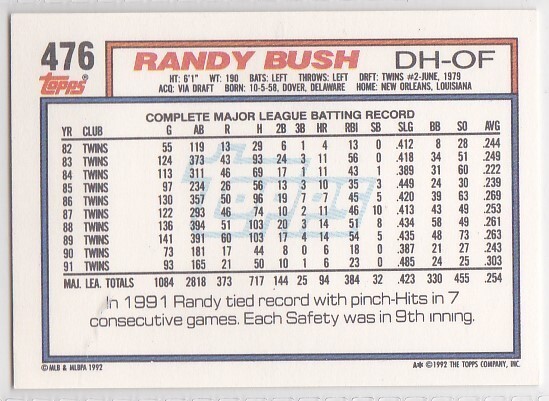 476 RANDY BUSH DH-OF
Topps® HT: 6'1" WT: 190 BATS: LEFT THROWS: LEFT DRFT: TWINS #2-JUNE, 1979
ACQ: VIA DRAFT BORN: 10-5-58, DOVER, DELAWARE HOME: NEW ORLEANS, LOUISIANA
COMPLETE MAJOR LEAGUE BATTING RECORD
YR CLUB G AB R H 2B 3B HR RBI SB SLG BB SO AVG
82 TWINS 55 119 13 29 6 1 4 13 0 .412 8 28 .244
83 TWINS 124 373 43 93 24 3 11 56 0 .418 34 51 .249
84 TWINS 113 311 46 69 17 1 11 43 1 .389 31 60 .222
85 TWINS 97 234 26 56 13 3 10 35 3 .449 24 30 .239
86 TWINS 130 357 50 96 19 7 7 45 5 .420 39 63 .269
87 TWINS 122 293 46 74 10 2 11 46 10 .413 43 49 .253
88 TWINS 136 394 51 103 20 3 14 51 8 .434 58 49 .261
89 TWINS 141 391 60 103 17 4 14 54 5 .435 48 73 .263
90 TWINS 73 181 17 44 8 0 6 18 0 .387 21 27 .243
91 TWINS 93 165 21 50 10 1 6 23 0 .485 24 25 .303
MAJ. LEA. TOTALS 1084 2818 373 717 144 25 94 384 32 .423 330 455 .254
In 1991 Randy tied record with pinch-Hits in 7
consecutive games. Each Safety was in 9th inning.
© MLB & MLBPA 1992 A* © 1992 THE TOPPS COMPANY, INC.